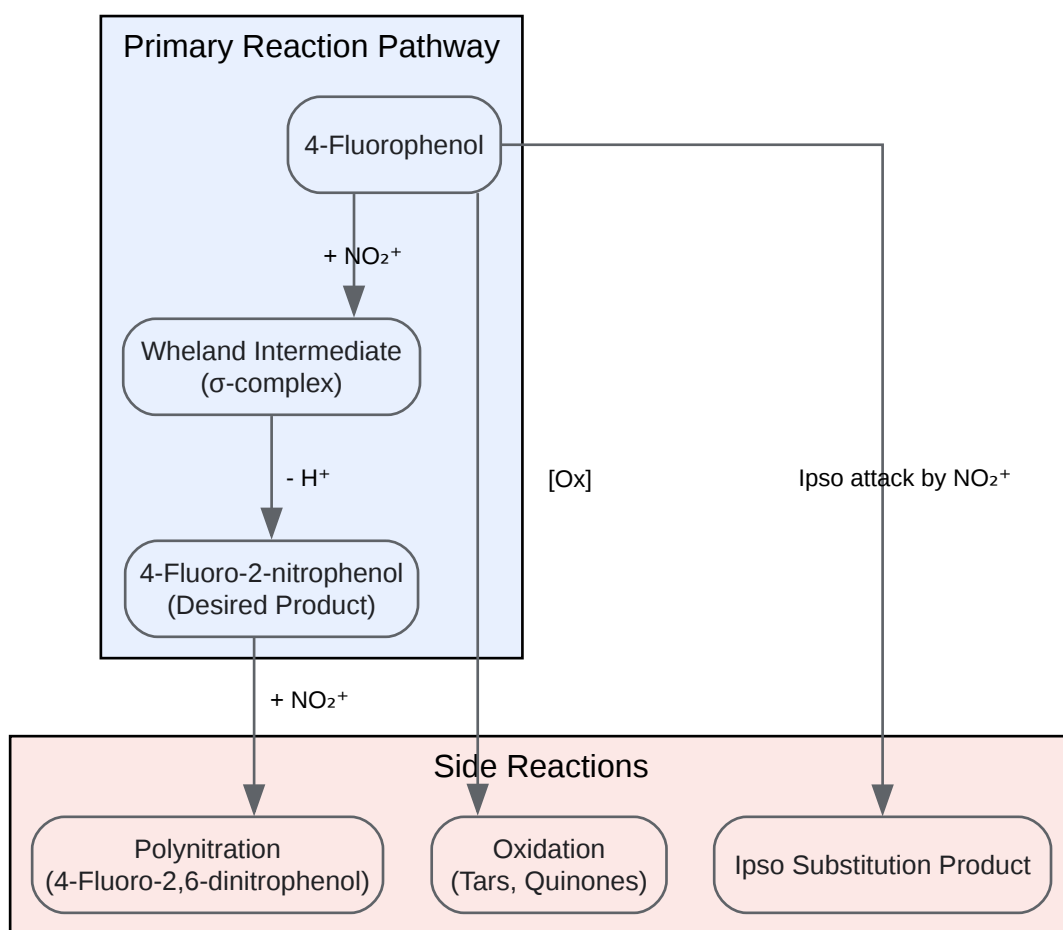 Primary Reaction Pathway
4-Fluorophenol
+ NO₂⁺
Wheland Intermediate
(σ-complex)
- H⁺
[Ox]
Ipso attack by NO₂⁺
4-Fluoro-2-nitrophenol
(Desired Product)
+ NO₂⁺
Side Reactions
Polynitration
(4-Fluoro-2,6-dinitrophenol)
Oxidation
(Tars, Quinones)
Ipso Substitution Product